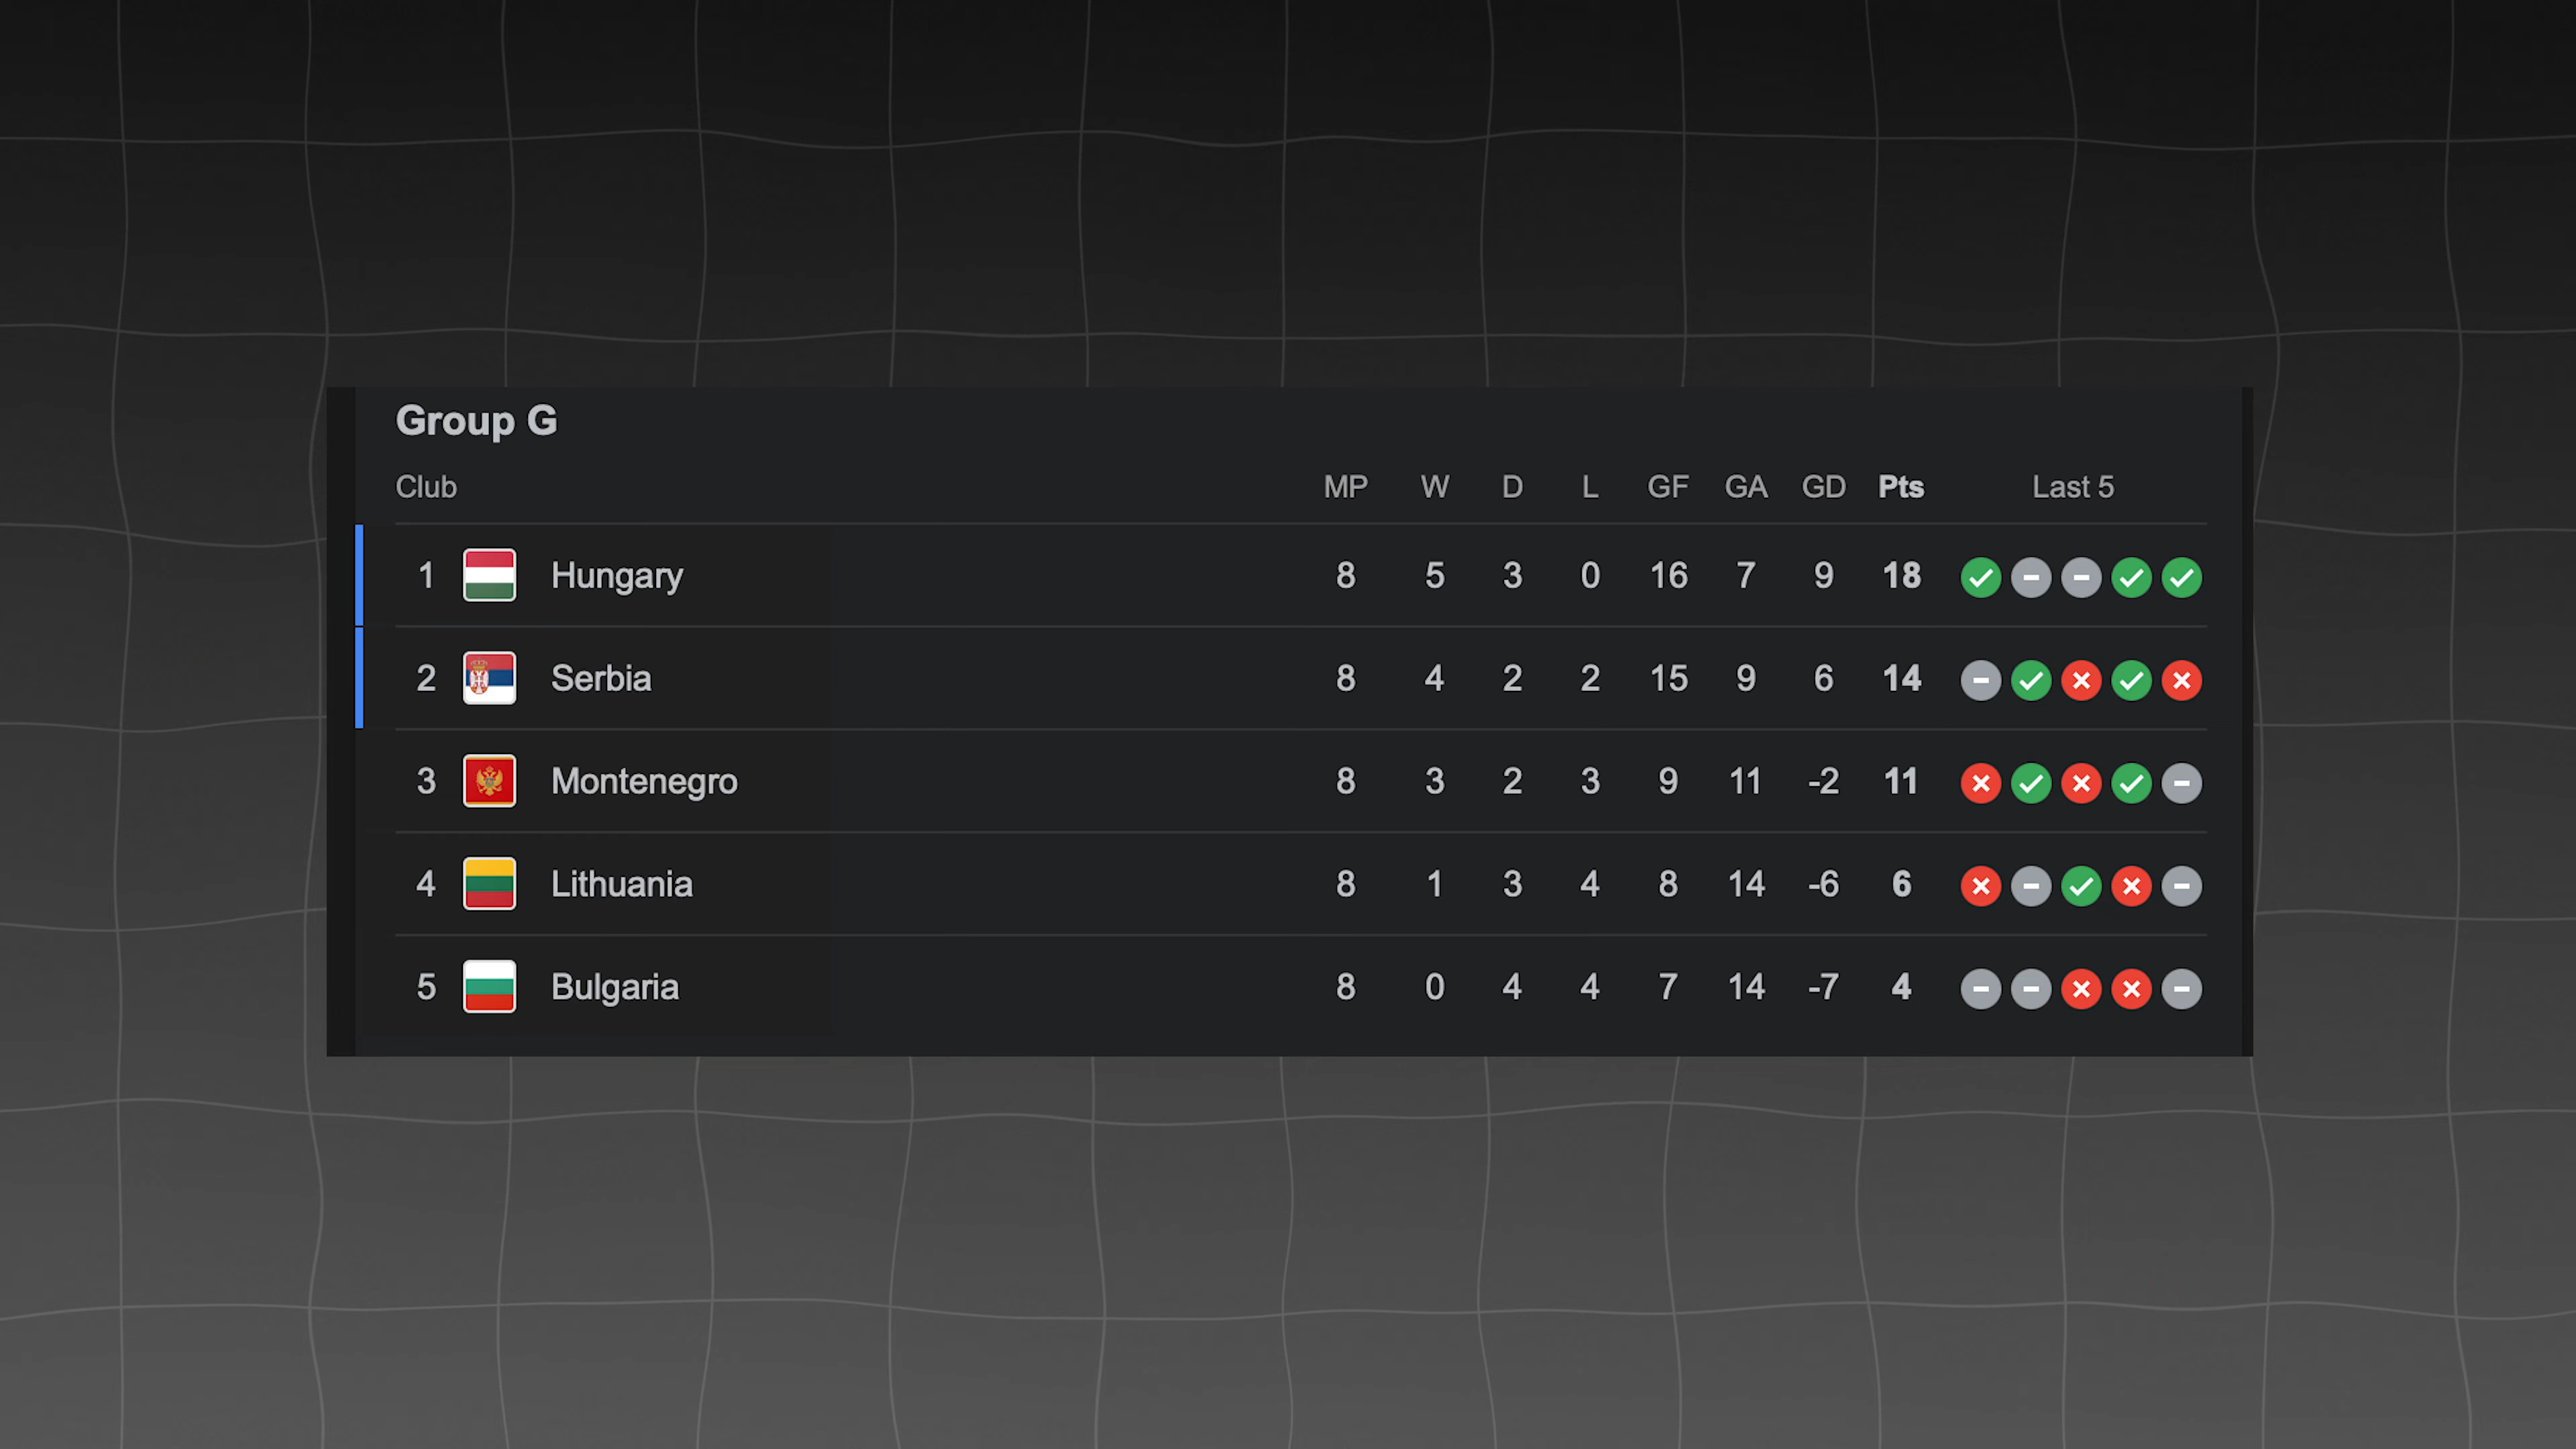 Group G
Club MP W D L GF GA GD Pts Last 5
1 Hungary 8 5 3 0 16 7 9 18
2 Serbia 8 4 2 2 15 9 6 14
3 Montenegro 8 3 2 3 9 11 -2 11
4 Lithuania 8 1 3 4 8 14 -6 6
5 Bulgaria 8 0 4 4 7 14 -7 4